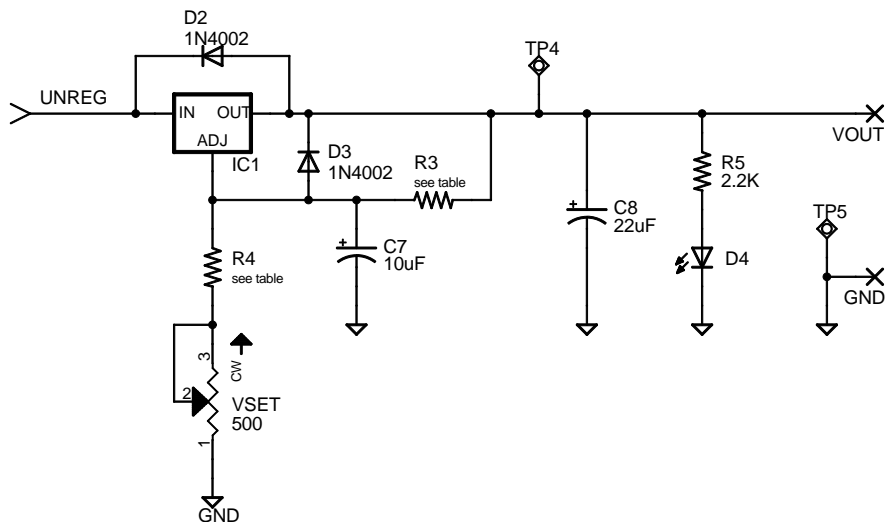 D2
1N4002
UNREG
IN OUT
ADJ
IC1
D3
1N4002
R3
see table
TP4
VOUT
R5
2.2K
+
C7
10uF
+
C8
22uF
D4
TP5
GND
R4
see table
3
CW
2
VSET
500
1
GND